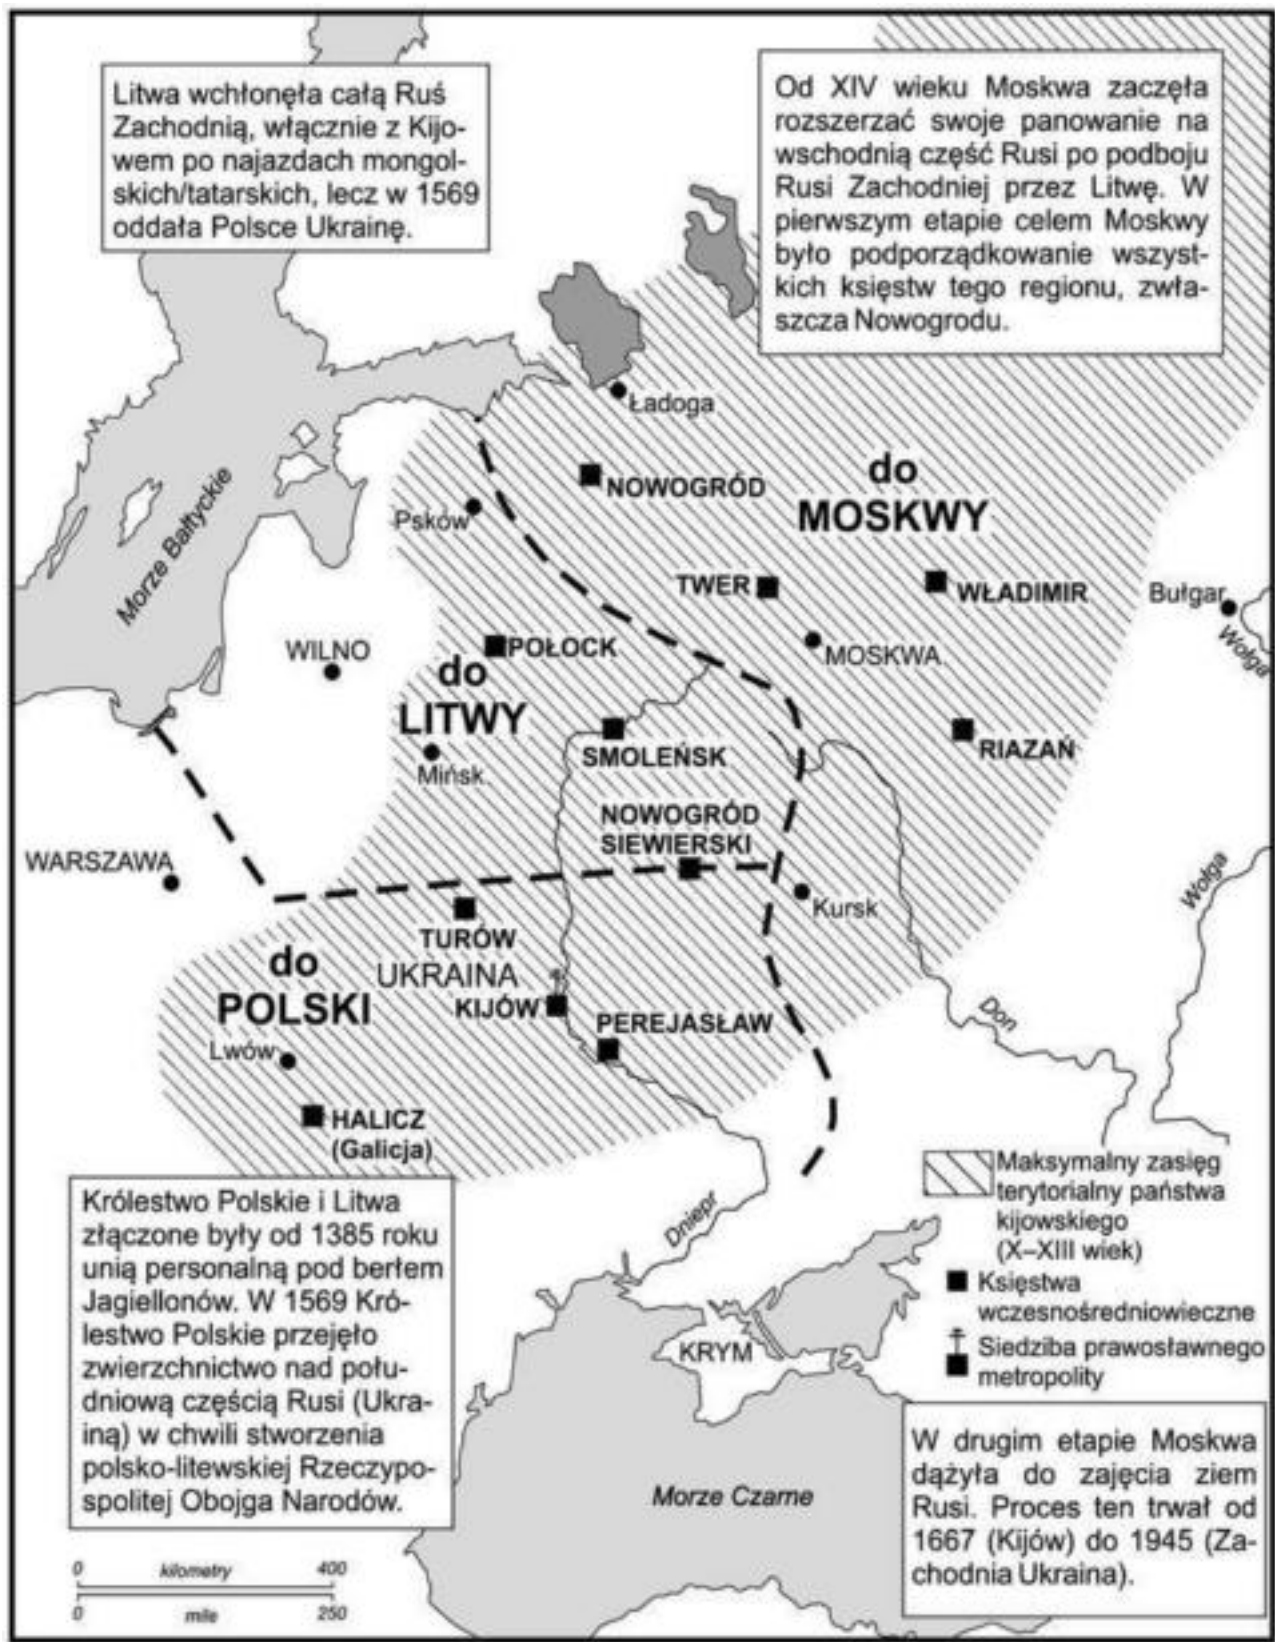 Litwa wchłonęła całą Ruś
Zachodnią, włącznie z Kijo-
wem po najazdach mongol-
skich/tatarskich, lecz w 1569
oddała Polsce Ukrainę.
Od XIV wieku Moskwa zaczęła
rozszerzać swoje panowanie na
wschodnią część Rusi po podboju
Rusi Zachodniej przez Litwę. W
pierwszym etapie celem Moskwy
było podporządkowanie wszyst-
kich księstw tego regionu, zwła-
szcza Nowogrodu.
Ładoga
do
MOSKWY
NOWOGRÓD
Psków
Morze Bałtyckie
TWER
WŁADIMIR
Bułgar
Wołga
WILNO
POŁOCK
MOSKWA
do
LITWY
SMOLEŃSK
RIAZAŃ
Mińsk
NOWOGRÓD
SIEWIERSKI
WARSZAWA
Kursk
Wołga
TURÓW
do
POLSKI
UKRAINA
KIJÓW
PEREJASŁAW
Don
Lwów
HALICZ
(Galicja)
Dniepr
Maksymalny zasięg
terytorialny państwa
kijowskiego
(X–XIII wiek)
Księstwa
wczesnośredniowieczne
Siedziba prawosławnego
metropolity
Królestwo Polskie i Litwa
złączone były od 1385 roku
unią personalną pod berłem
Jagiellonów. W 1569 Kró-
lestwo Polskie przejęło
zwierzchnictwo nad połu-
dniową częścią Rusi (Ukra-
iną) w chwili stworzenia
polsko-litewskiej Rzeczypo-
spolitej Obojga Narodów.
KRYM
Morze Czarne
W drugim etapie Moskwa
dążyła do zajęcia ziem
Rusi. Proces ten trwał od
1667 (Kijów) do 1945 (Za-
chodnia Ukraina).
0 kilometry 400
0 mile 250